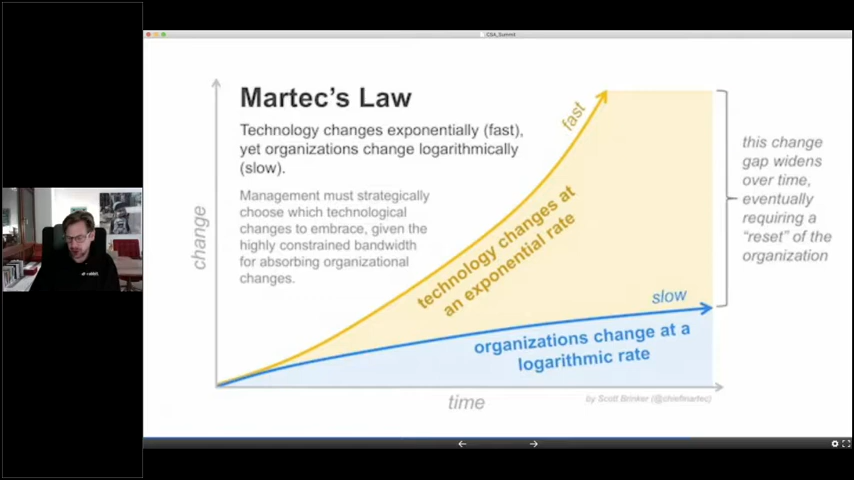 CGA_Summit
Martec's Law
Technology changes exponentially (fast),
yet organizations change logarithmically
(slow).
Management must strategically
choose which technological
changes to embrace, given the
highly constrained bandwidth
for absorbing organizational
changes.
change
fast
technology changes at
an exponential rate
slow
organizations change at a
logarithmic rate
time
by Scott Brinker (@chiefmartec)
this change
gap widens
over time,
eventually
requiring a
“reset” of the
organization